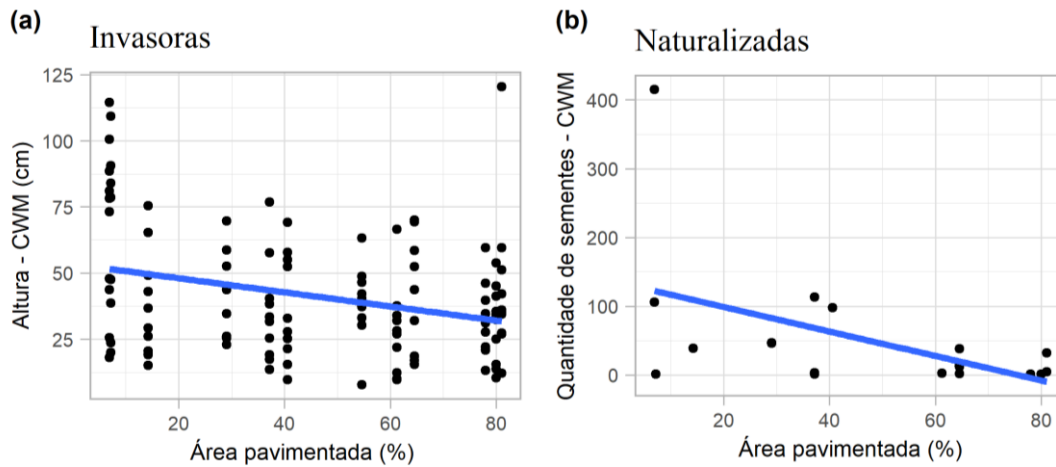 (a)
Invasoras
Altura - CWM (cm)
125
100
75
50
25
20
40
60
80
Área pavimentada (%)
(b)
Naturalizadas
Quantidade de sementes - CWM
400
300
200
100
0
20
40
60
80
Área pavimentada (%)